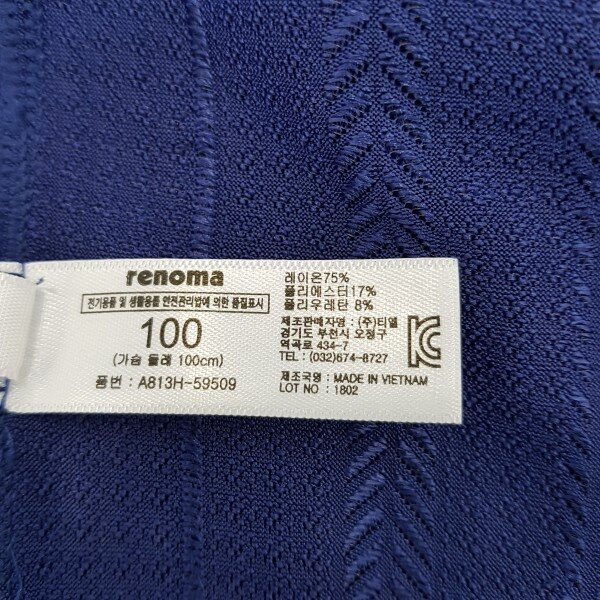 renoma
전기용품 및 생활용품 안전관리법에 의한 품질표시
100
(가슴 둘레 100cm)
품번 : A813H-59509
레이온75%
폴리에스터17%
폴리우레탄 8%
제조판매자명 : (주)티엘
경기도 부천시 오정구
역곡로 434-7
TEL : (032)674-8727
제조국명 : MADE IN VIETNAM
LOT NO : 1802